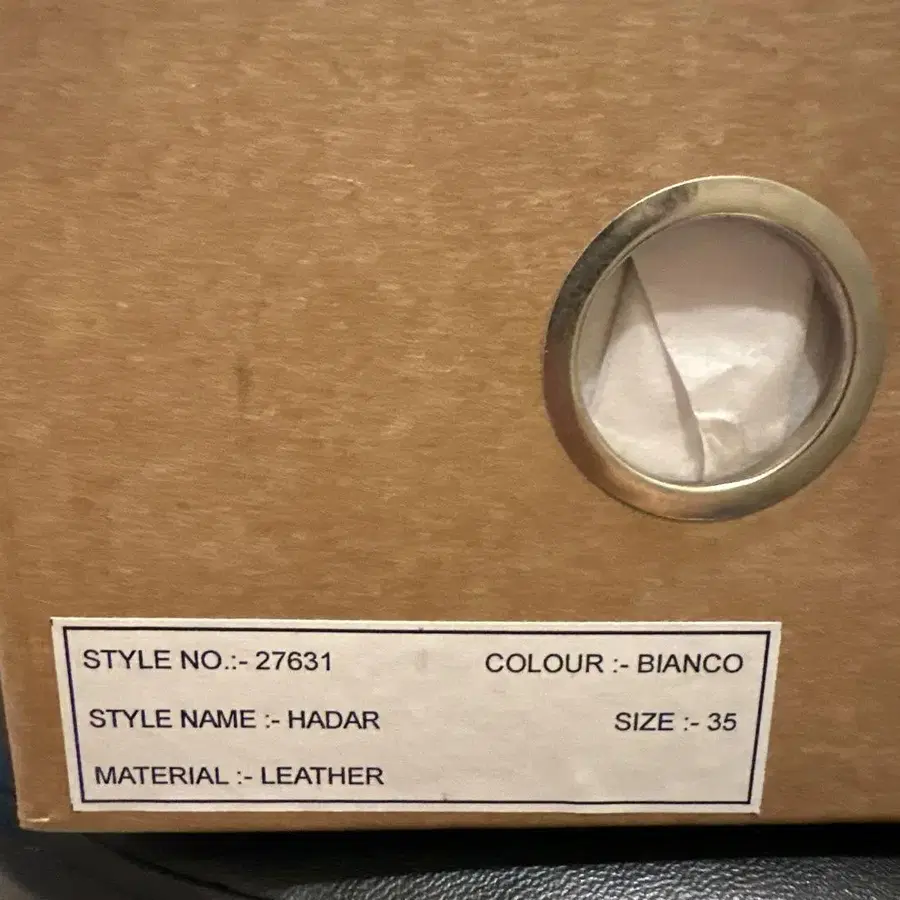 STYLE NO.:- 27631 COLOUR :- BIANCO
STYLE NAME :- HADAR SIZE :- 35
MATERIAL :- LEATHER